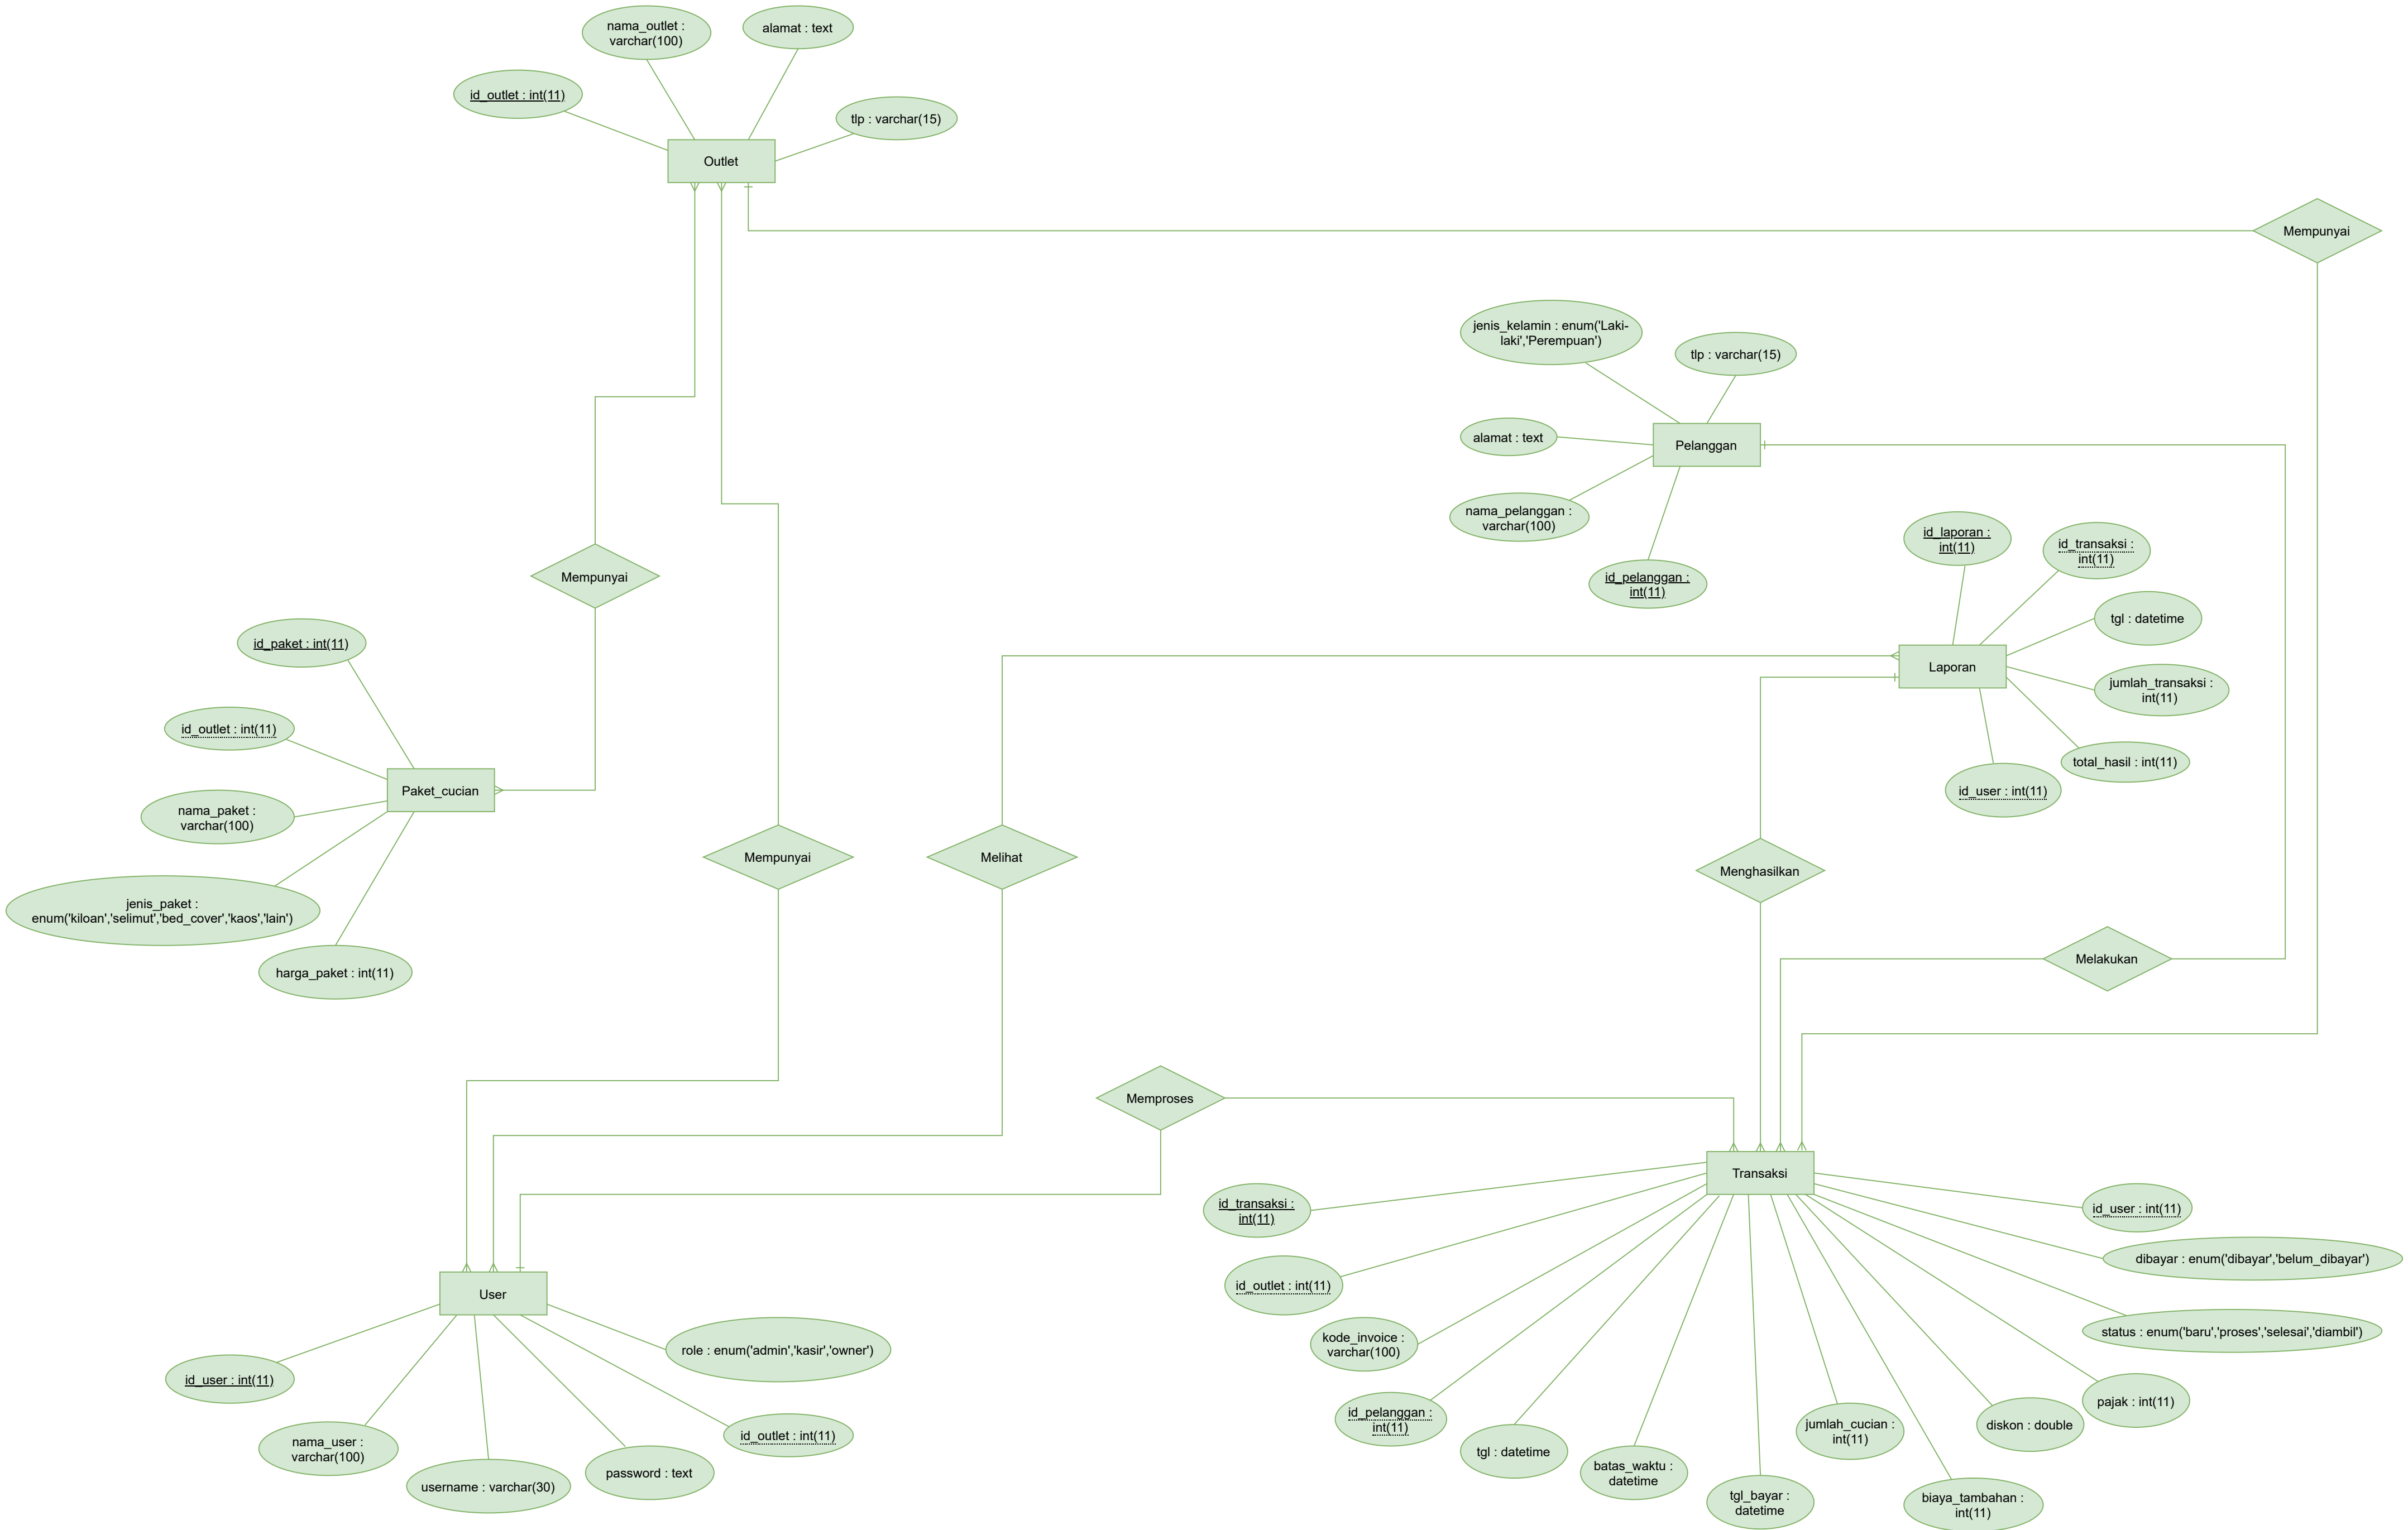 nama_outlet :
varchar(100)
alamat : text
id_outlet : int(11)
tlp : varchar(15)
Outlet
Mempunyai
jenis_kelamin : enum('Laki-
laki','Perempuan')
tlp : varchar(15)
alamat : text
Pelanggan
nama_pelanggan :
varchar(100)
id_pelanggan :
int(11)
id_laporan :
int(11)
id_transaksi :
int(11)
tgl : datetime
Laporan
jumlah_transaksi :
int(11)
total_hasil : int(11)
id_user : int(11)
Mempunyai
id_paket : int(11)
id_outlet : int(11)
Paket_cucian
nama_paket :
varchar(100)
jenis_paket :
enum('kiloan','selimut','bed_cover','kaos','lain')
harga_paket : int(11)
Mempunyai
Melihat
Menghasilkan
Melakukan
Memproses
Transaksi
id_transaksi :
int(11)
id_user : int(11)
id_outlet : int(11)
dibayar : enum('dibayar','belum_dibayar')
kode_invoice :
varchar(100)
status : enum('baru','proses','selesai','diambil')
id_pelanggan :
int(11)
pajak : int(11)
tgl : datetime
jumlah_cucian :
int(11)
diskon : double
batas_waktu :
datetime
tgl_bayar :
datetime
biaya_tambahan :
int(11)
User
role : enum('admin','kasir','owner')
id_user : int(11)
nama_user :
varchar(100)
id_outlet : int(11)
username : varchar(30)
password : text